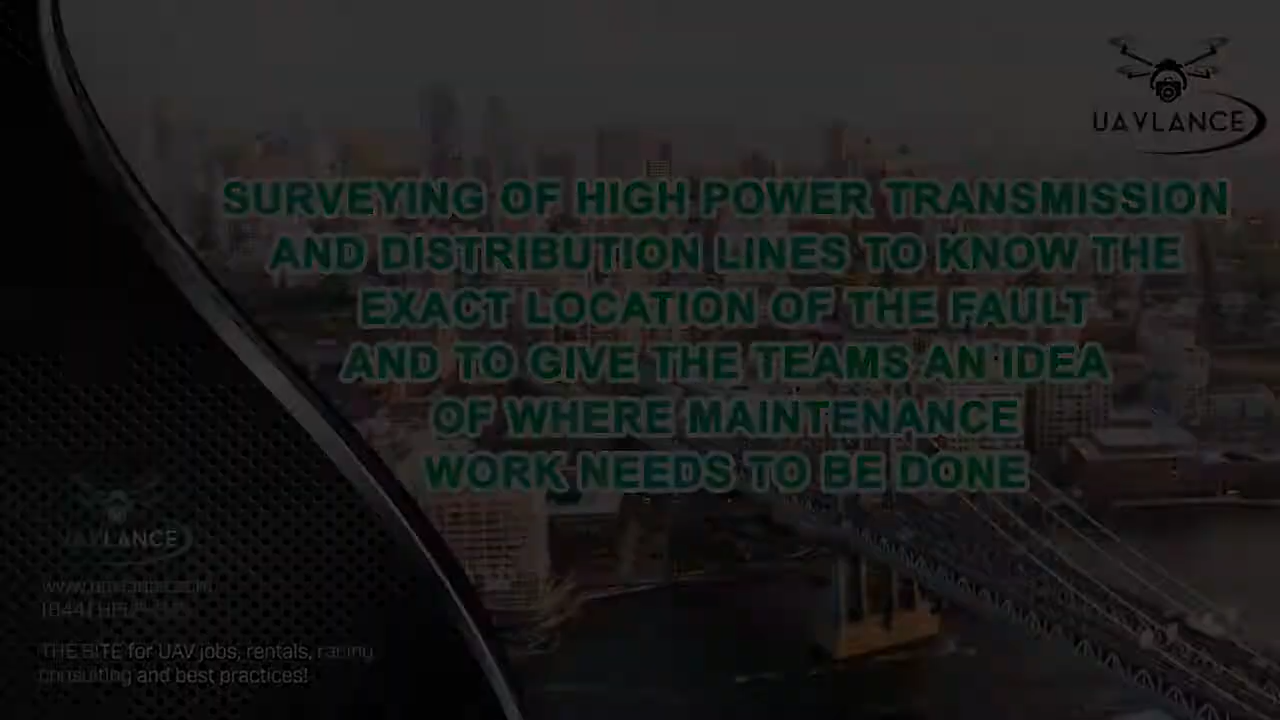 UAVLANCE
SURVEYING OF HIGH POWER TRANSMISSION
AND DISTRIBUTION LINES TO KNOW THE
EXACT LOCATION OF THE FAULT
AND TO GIVE THE TEAMS AN IDEA
OF WHERE MAINTENANCE
WORK NEEDS TO BE DONE
UAVLANCE
THE SITE for UAV jobs, rentals, racing
consulting and best practices!